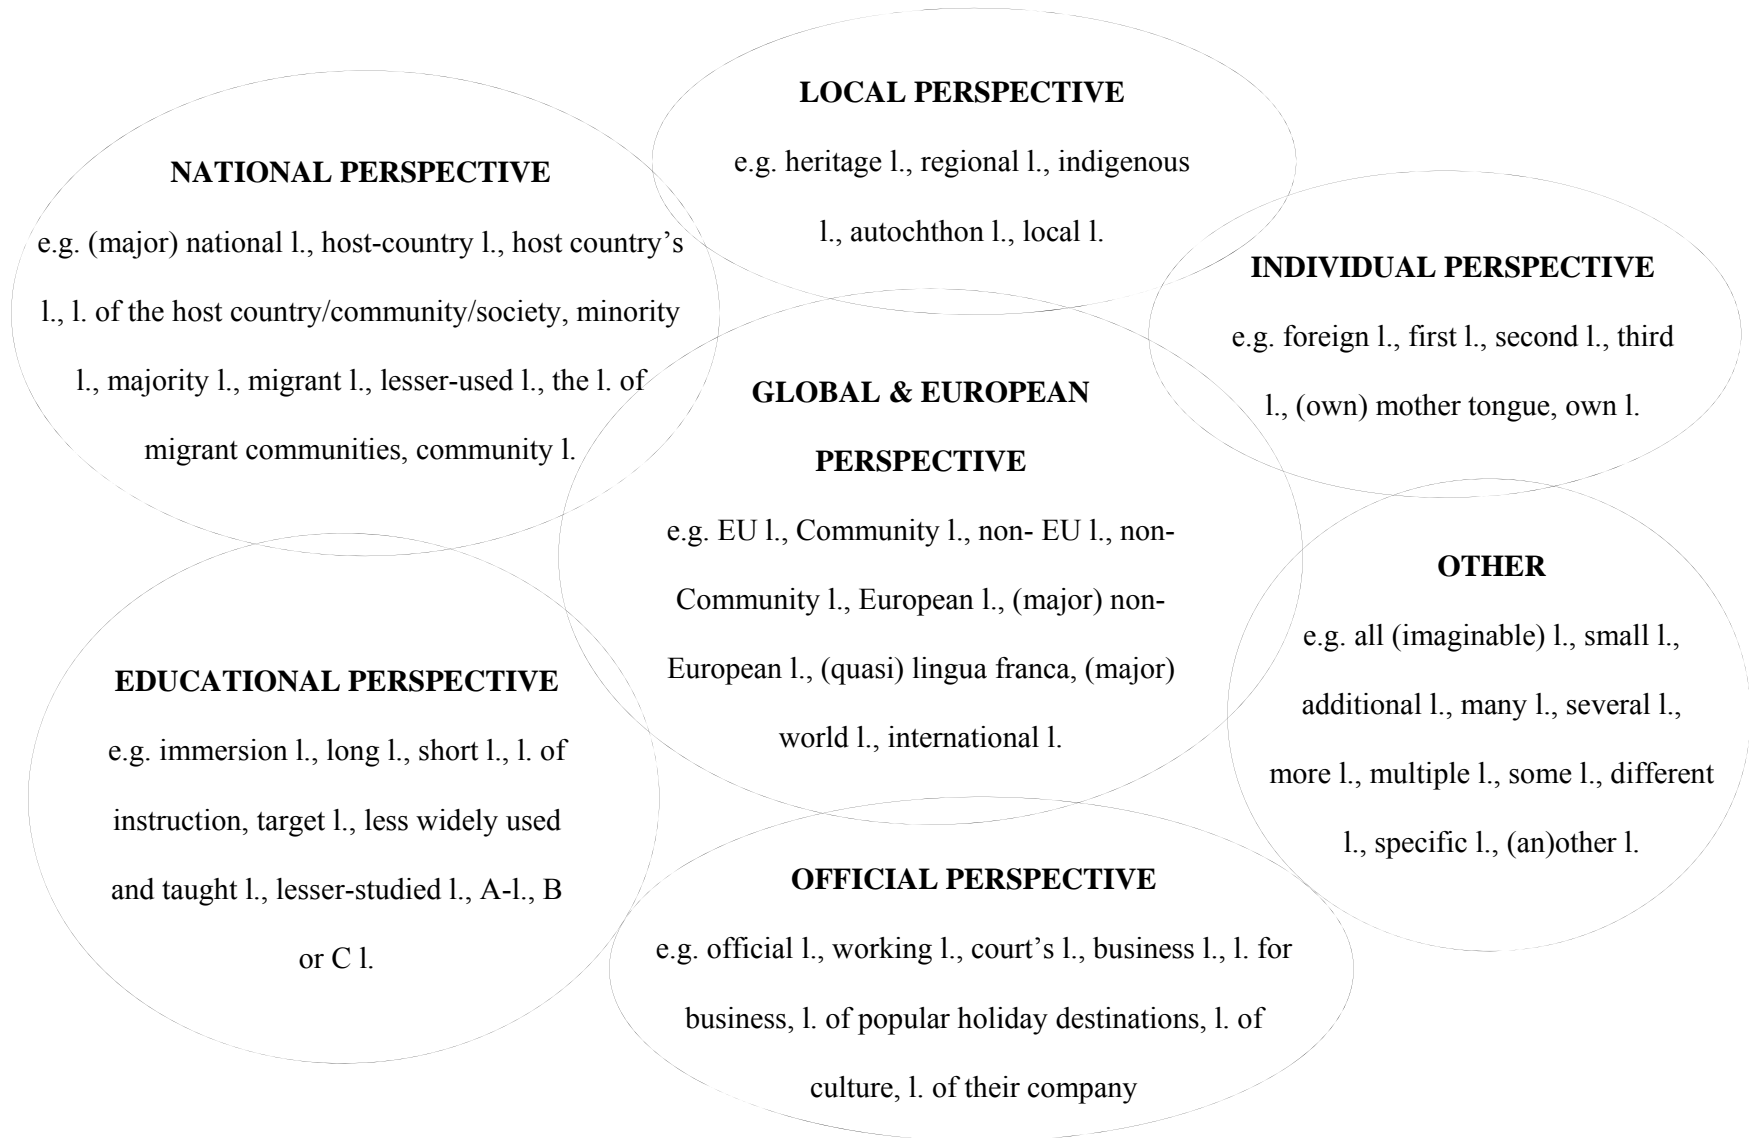 LOCAL PERSPECTIVE
e.g. heritage l., regional l., indigenous
l., autochthon l., local l.
NATIONAL PERSPECTIVE
e.g. (major) national l., host-country l., host country’s
l., l. of the host country/community/society, minority
l., majority l., migrant l., lesser-used l., the l. of
migrant communities, community l.
INDIVIDUAL PERSPECTIVE
e.g. foreign l., first l., second l., third
l., (own) mother tongue, own l.
GLOBAL & EUROPEAN
PERSPECTIVE
e.g. EU l., Community l., non- EU l., non-
Community l., European l., (major) non-
European l., (quasi) lingua franca, (major)
world l., international l.
OTHER
e.g. all (imaginable) l., small l.,
additional l., many l., several l.,
more l., multiple l., some l., different
l., specific l., (an)other l.
EDUCATIONAL PERSPECTIVE
e.g. immersion l., long l., short l., l. of
instruction, target l., less widely used
and taught l., lesser-studied l., A-l., B
or C l.
OFFICIAL PERSPECTIVE
e.g. official l., working l., court’s l., business l., l. for
business, l. of popular holiday destinations, l. of
culture, l. of their company